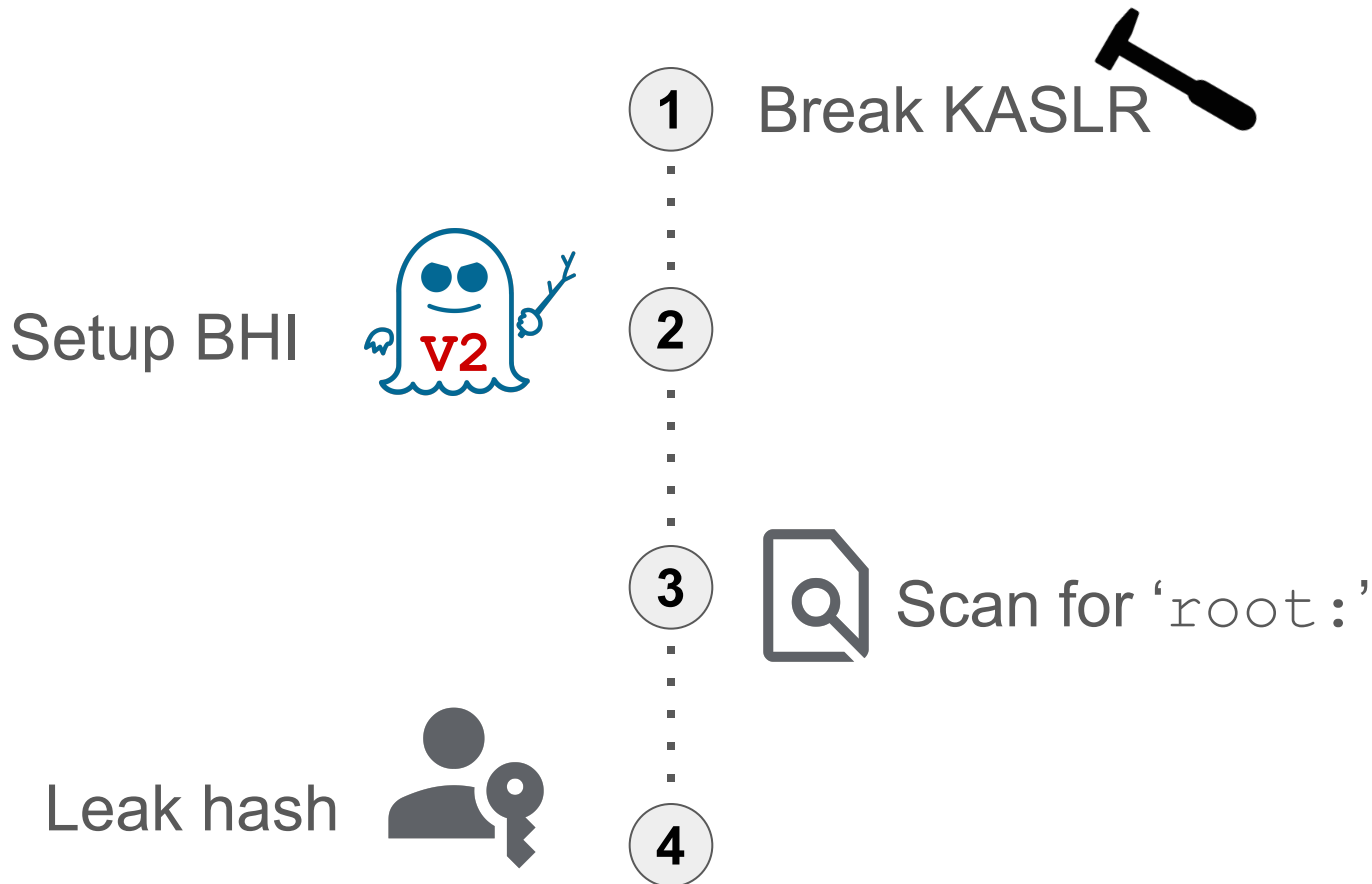 1 Break KASLR
Setup BHI V2 2
3 Scan for ‘root:’
Leak hash 4